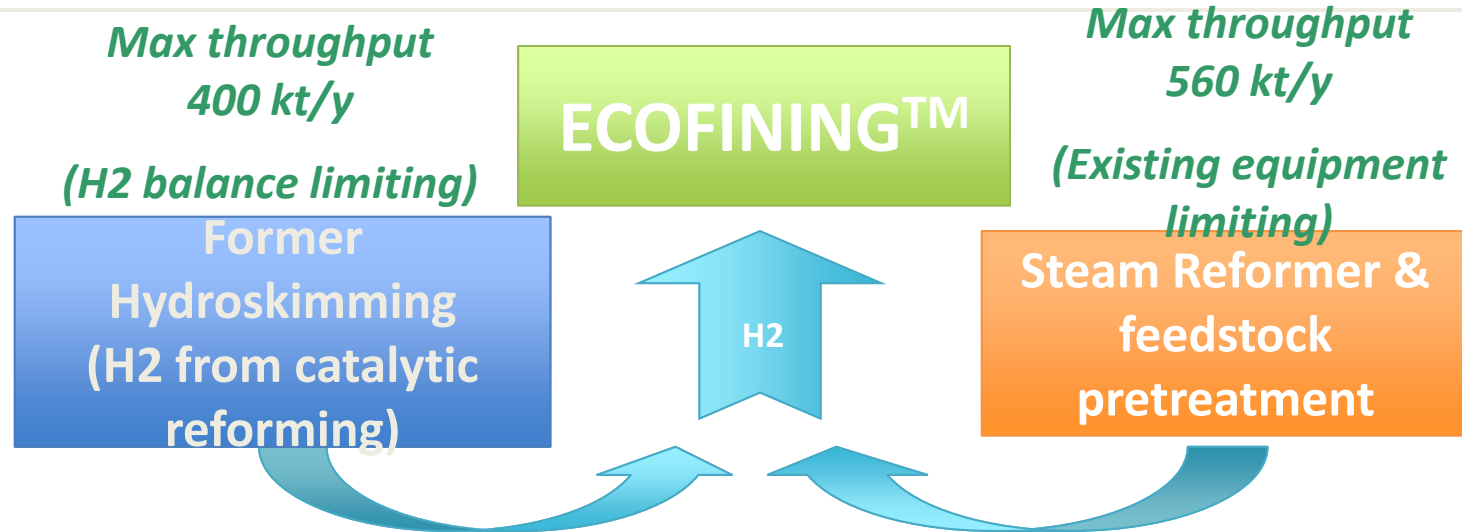 Max throughput
400 kt/y
(H2 balance limiting)
Former
Hydroskimming
(H2 from catalytic
reforming)
ECOFINING™
H2
Max throughput
560 kt/y
(Existing equipment
limiting)
Steam Reformer &
feedstock
pretreatment